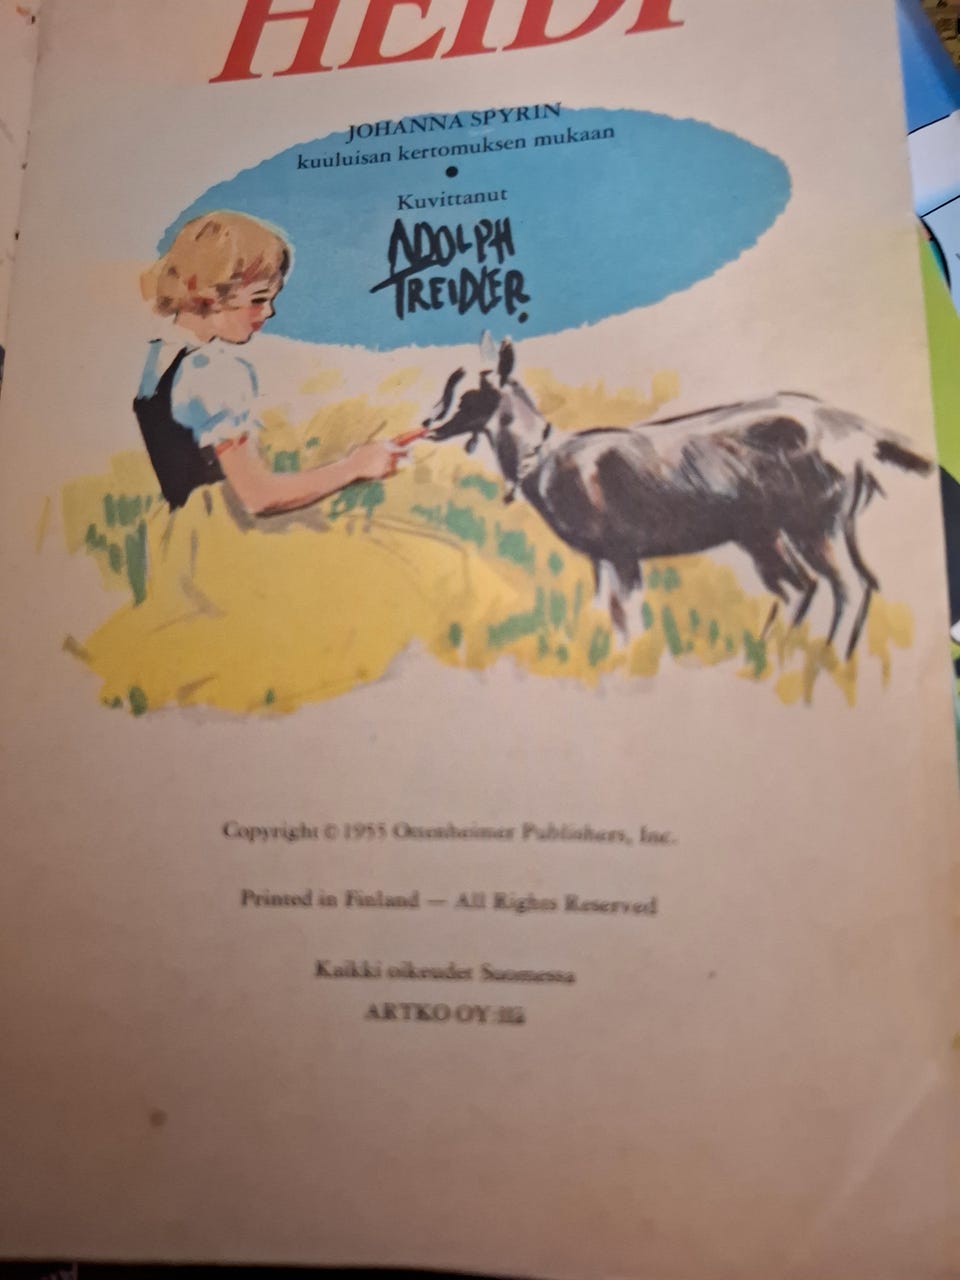 HEIDI
JOHANNA SPYRIN
kuuluisan kertomuksen mukaan
Kuvittanut
ADOLPH
TREIDLER.
Copyright © 1955 Ottenheimer Publishers, Inc.
Printed in Finland — All Rights Reserved
Kaikki oikeudet Suomessa
ARTKO OY:llä